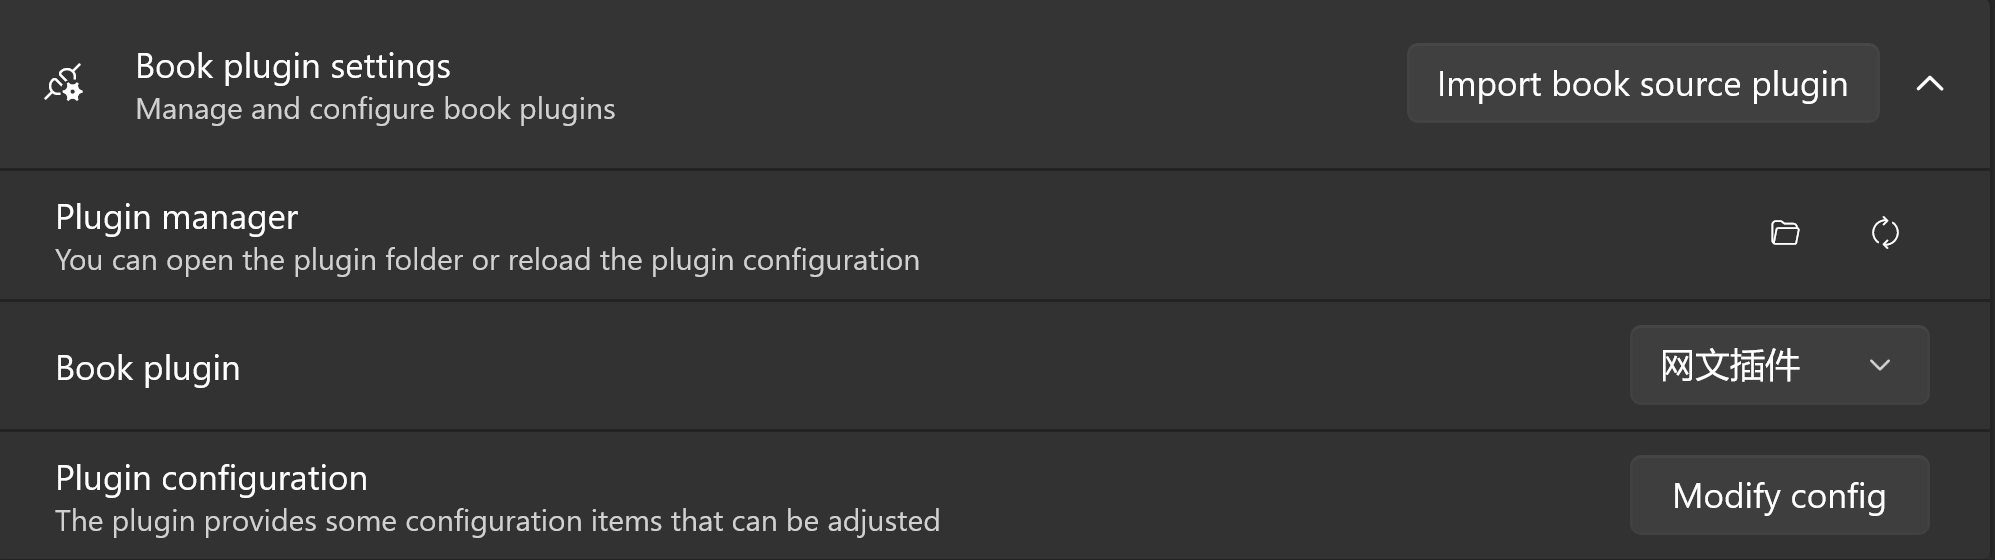 Book plugin settings
Manage and configure book plugins
Import book source plugin
Plugin manager
You can open the plugin folder or reload the plugin configuration
Book plugin
网文插件
Plugin configuration
The plugin provides some configuration items that can be adjusted
Modify config